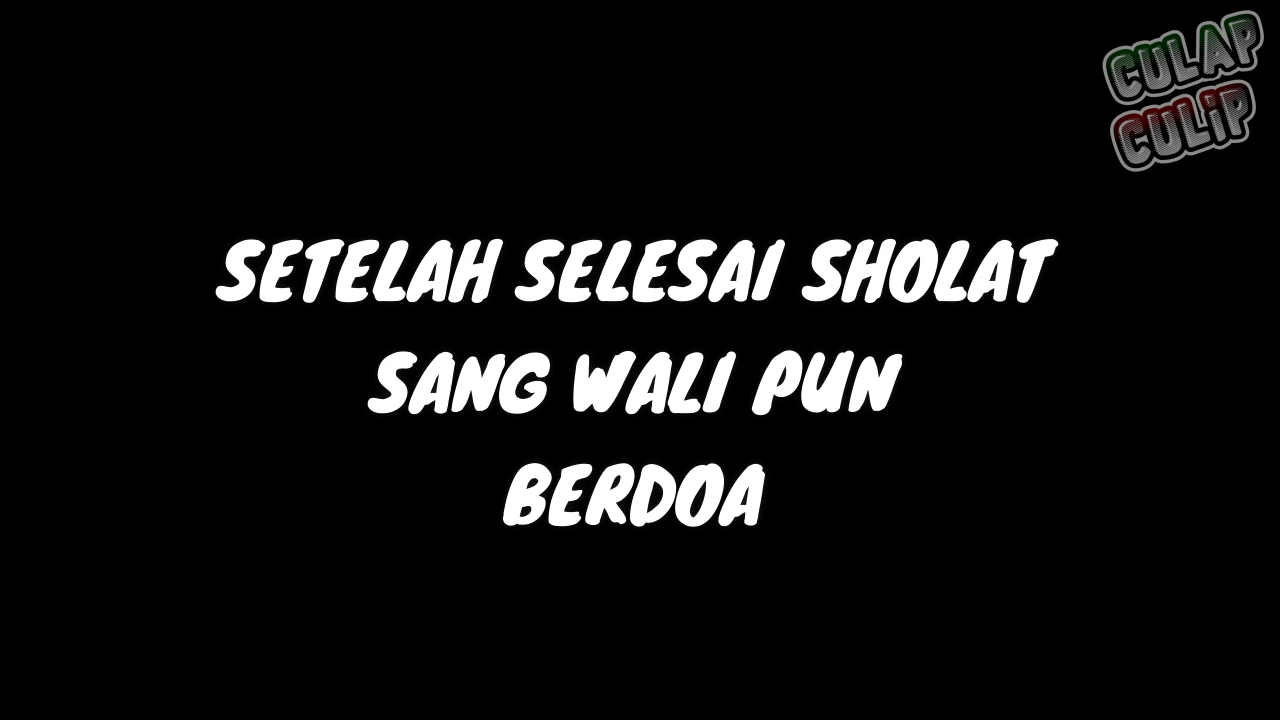 CULAP
CULiP
SETELAH SELESAI SHOLAT
SANG WALI PUN
BERDOA